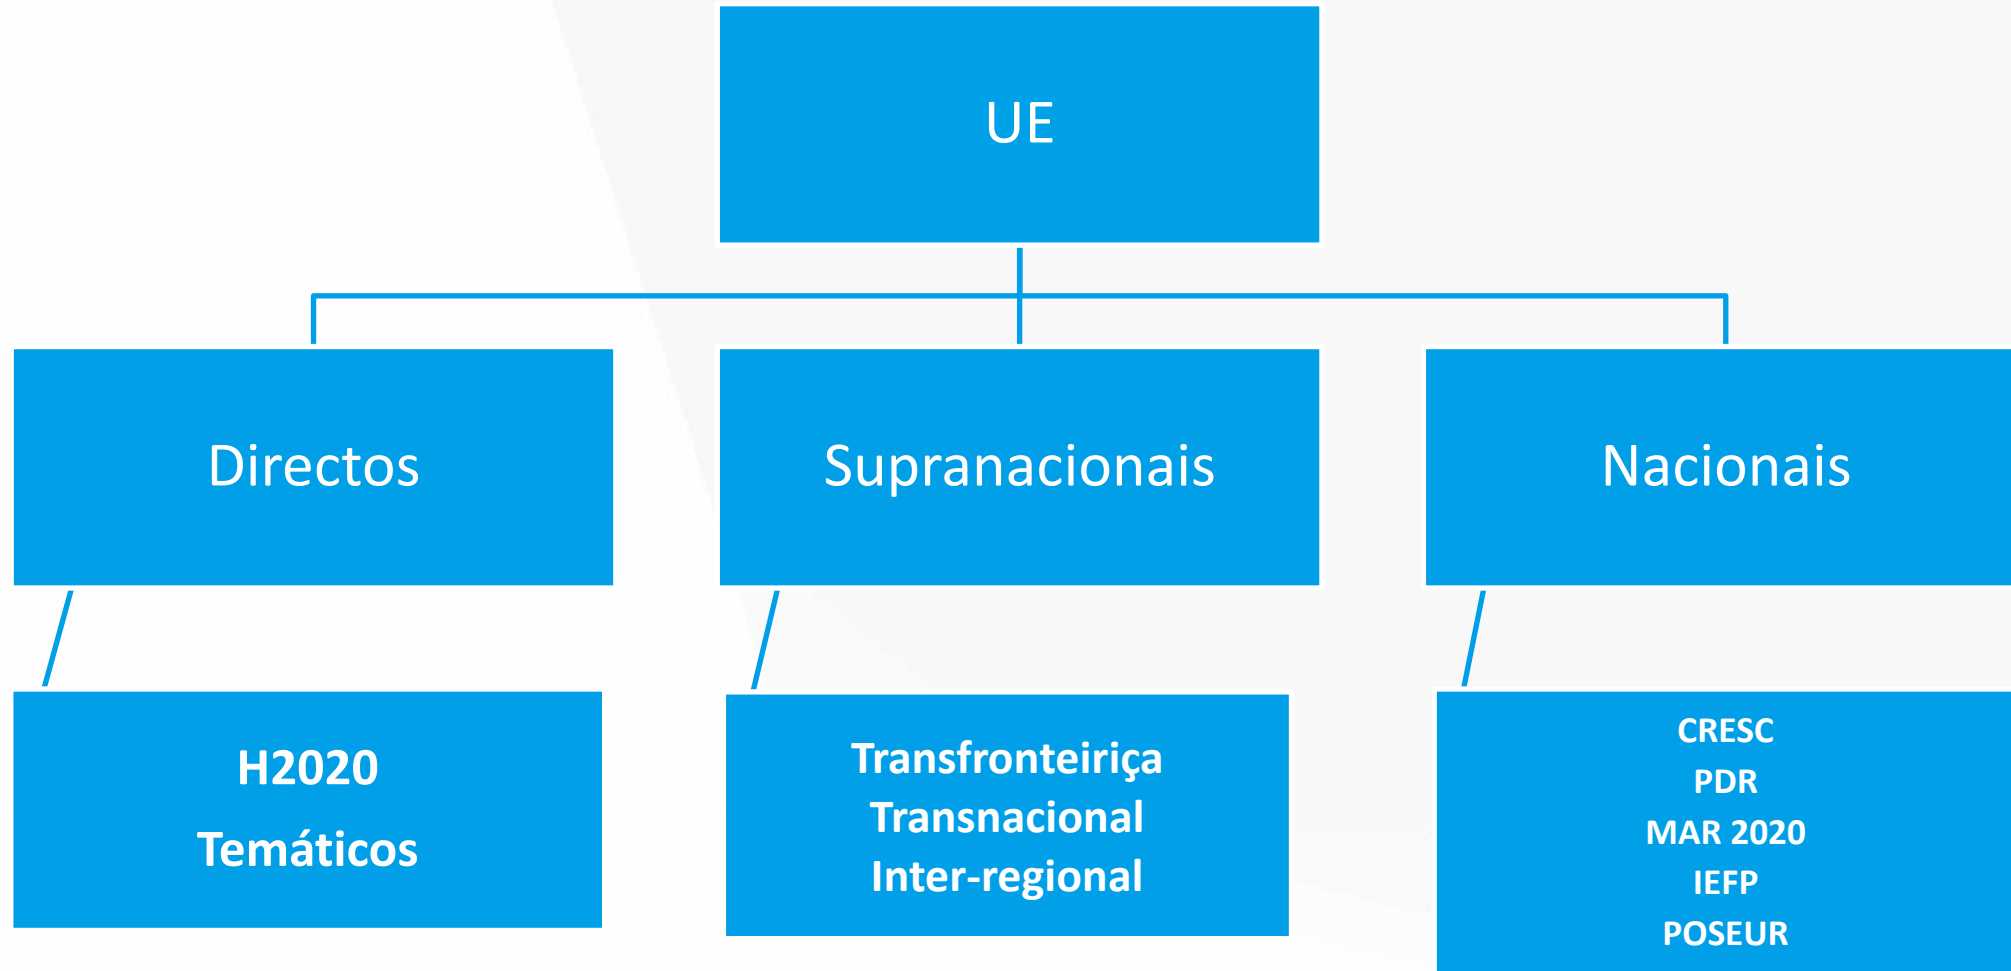 UE
Directos
Supranacionais
Nacionais
H2020
Temáticos
Transfronteiriça
Transnacional
Inter-regional
CRESC
PDR
MAR 2020
IEFP
POSEUR